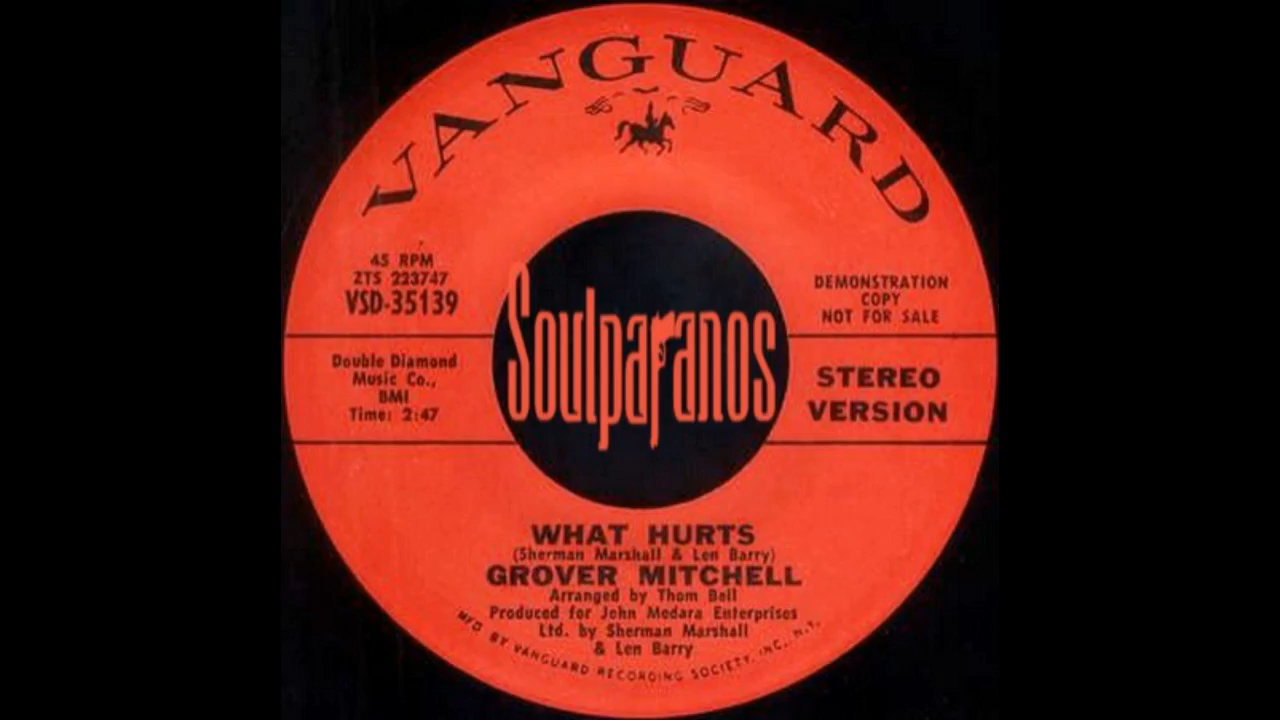 VANGUARD
45 RPM
ZTS 223747
VSD-35139
DEMONSTRATION
COPY
NOT FOR SALE
Double Diamond
Music Co.,
BMI
Time: 2:47
STEREO
VERSION
Soulparanos
WHAT HURTS
(Sherman Marshall & Len Barry)
GROVER MITCHELL
Arranged by Thom Bell
Produced for John Medara Enterprises
Ltd. by Sherman Marshall
& Len Barry
MFG. BY VANGUARD RECORDING SOCIETY, INC., N.Y.